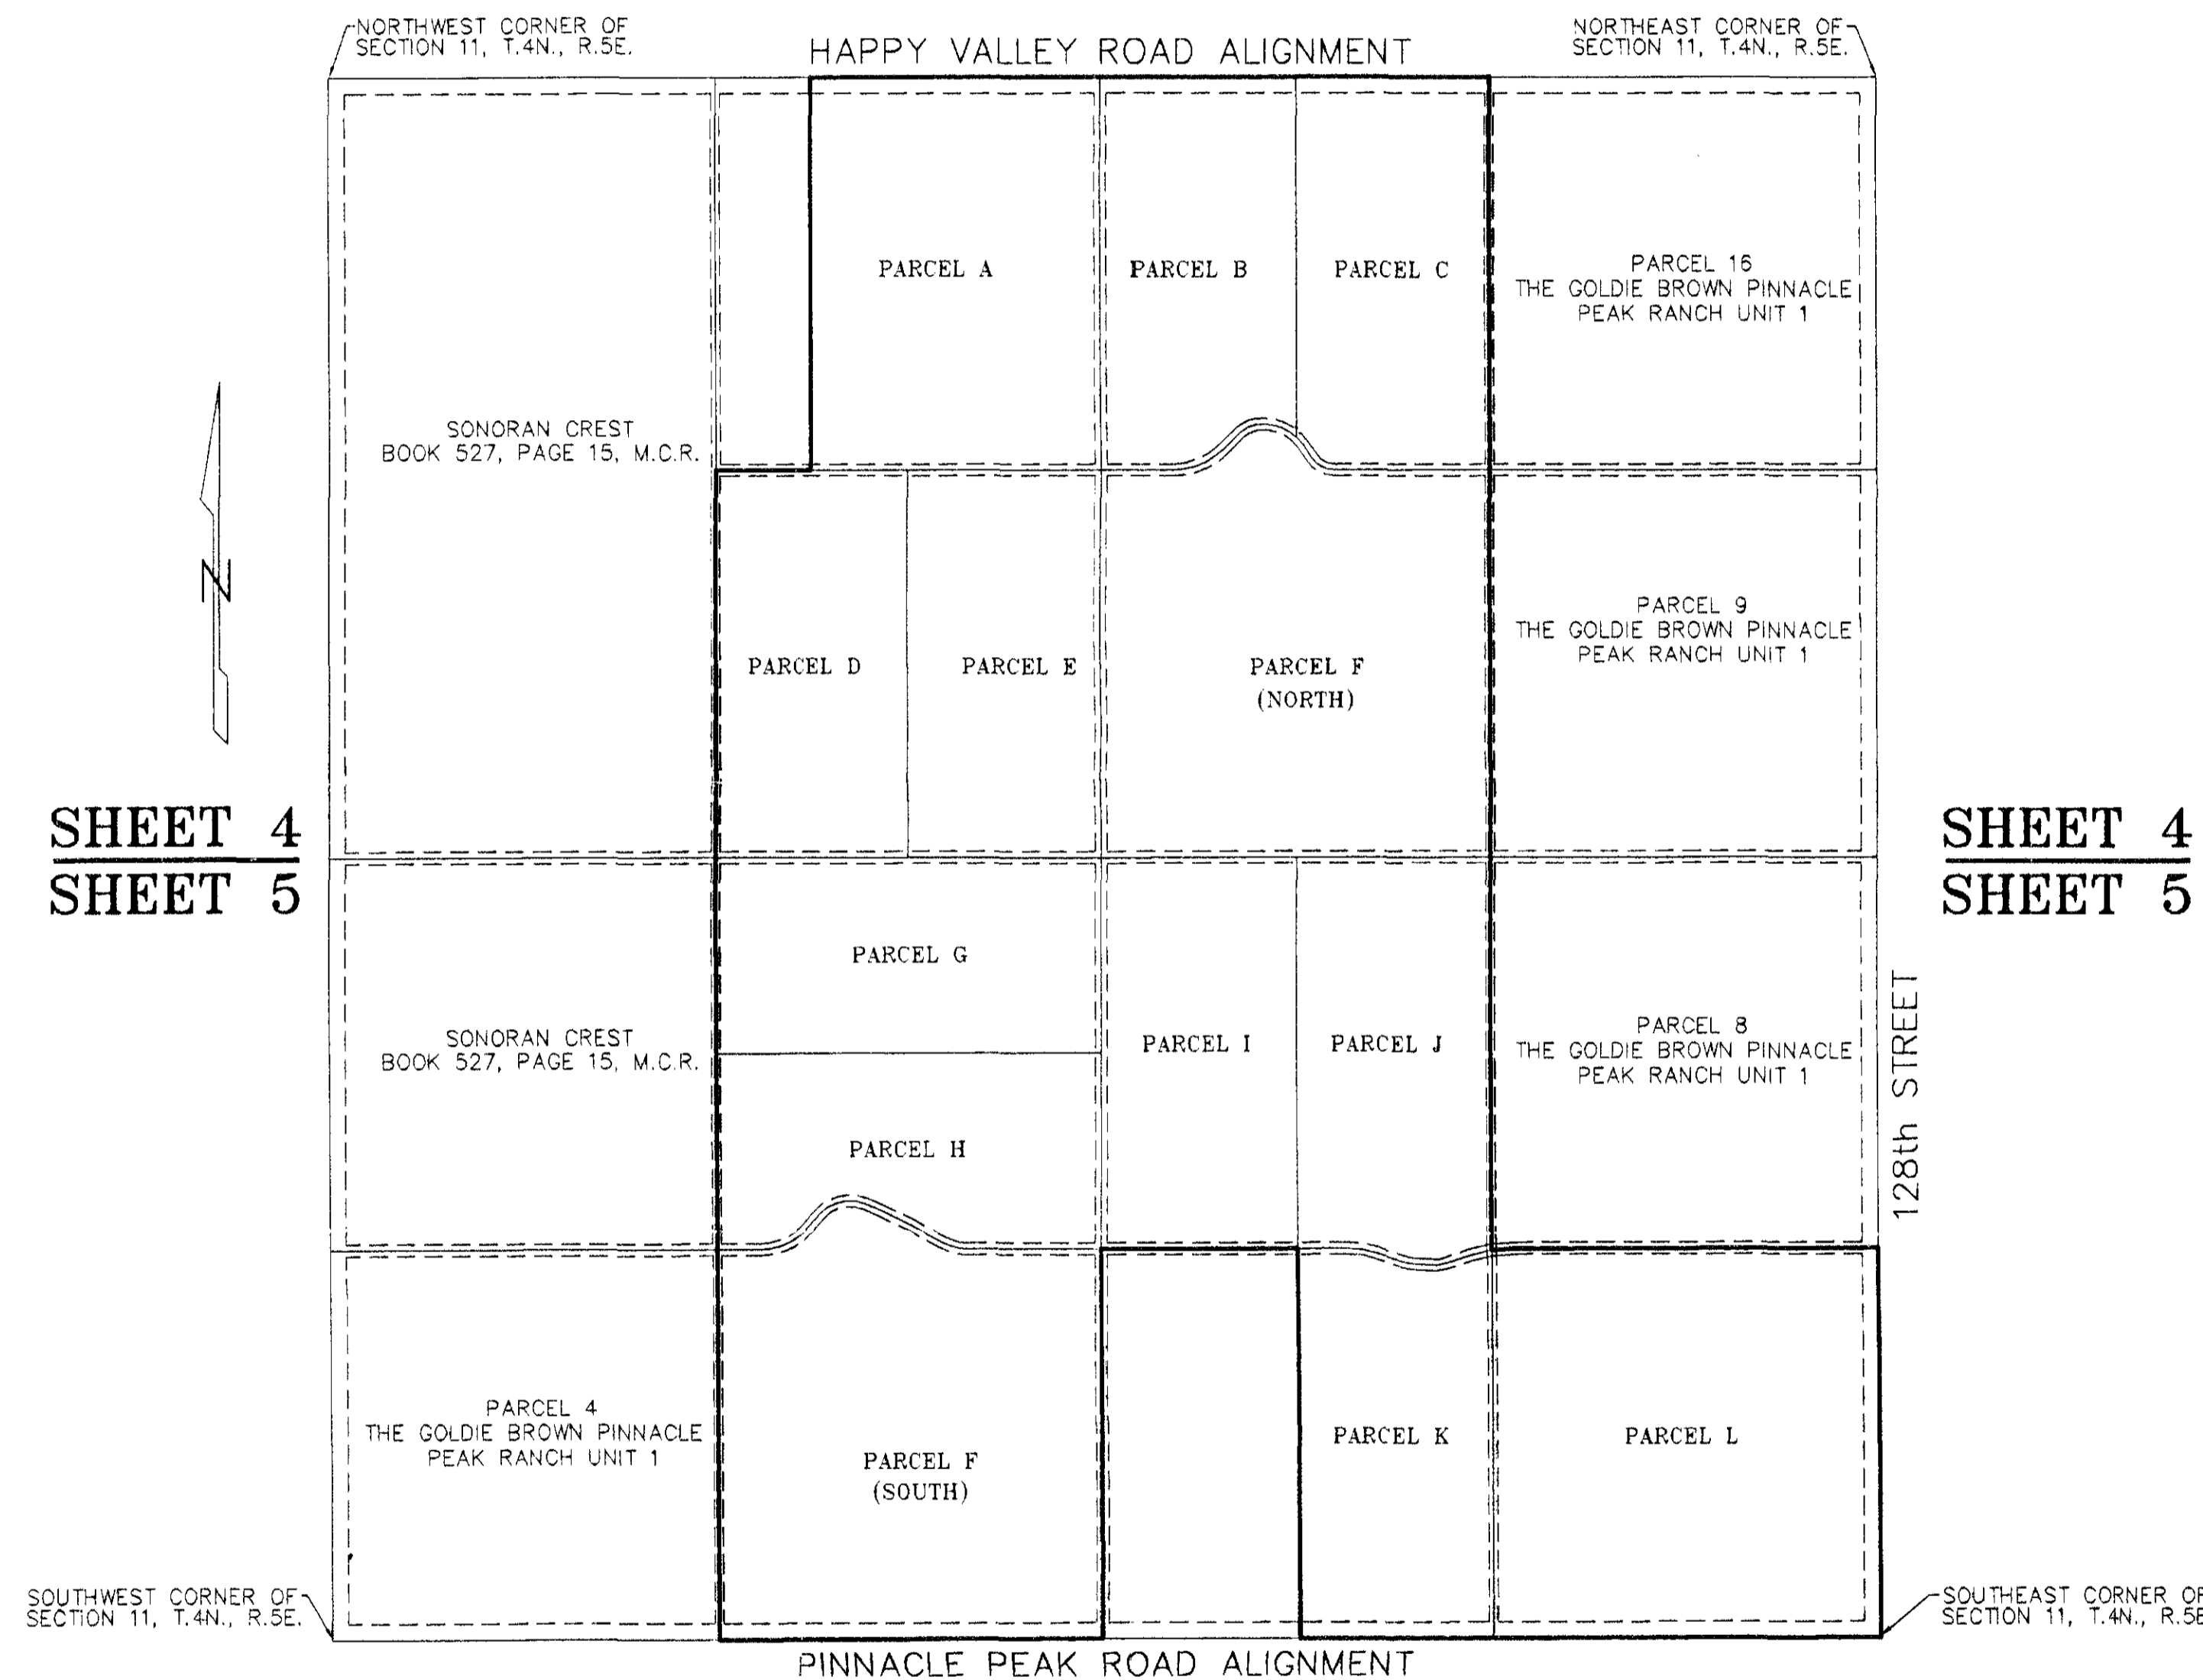 NORTHWEST CORNER OF
SECTION 11, T.4N., R.5E.
HAPPY VALLEY ROAD ALIGNMENT
NORTHEAST CORNER OF
SECTION 11, T.4N., R.5E.
PARCEL A
PARCEL B
PARCEL C
PARCEL 16
THE GOLDIE BROWN PINNACLE
PEAK RANCH UNIT 1
SONORAN CREST
BOOK 527, PAGE 15, M.C.R.
N
PARCEL D
PARCEL E
PARCEL F
(NORTH)
PARCEL 9
THE GOLDIE BROWN PINNACLE
PEAK RANCH UNIT 1
SHEET 4
SHEET 5
SHEET 4
SHEET 5
PARCEL G
SONORAN CREST
BOOK 527, PAGE 15, M.C.R.
PARCEL I
PARCEL J
PARCEL 8
THE GOLDIE BROWN PINNACLE
PEAK RANCH UNIT 1
128th STREET
PARCEL H
PARCEL 4
THE GOLDIE BROWN PINNACLE
PEAK RANCH UNIT 1
PARCEL F
(SOUTH)
PARCEL K
PARCEL L
SOUTHWEST CORNER OF
SECTION 11, T.4N., R.5E.
SOUTHEAST CORNER OF
SECTION 11, T.4N., R.5E
PINNACLE PEAK ROAD ALIGNMENT